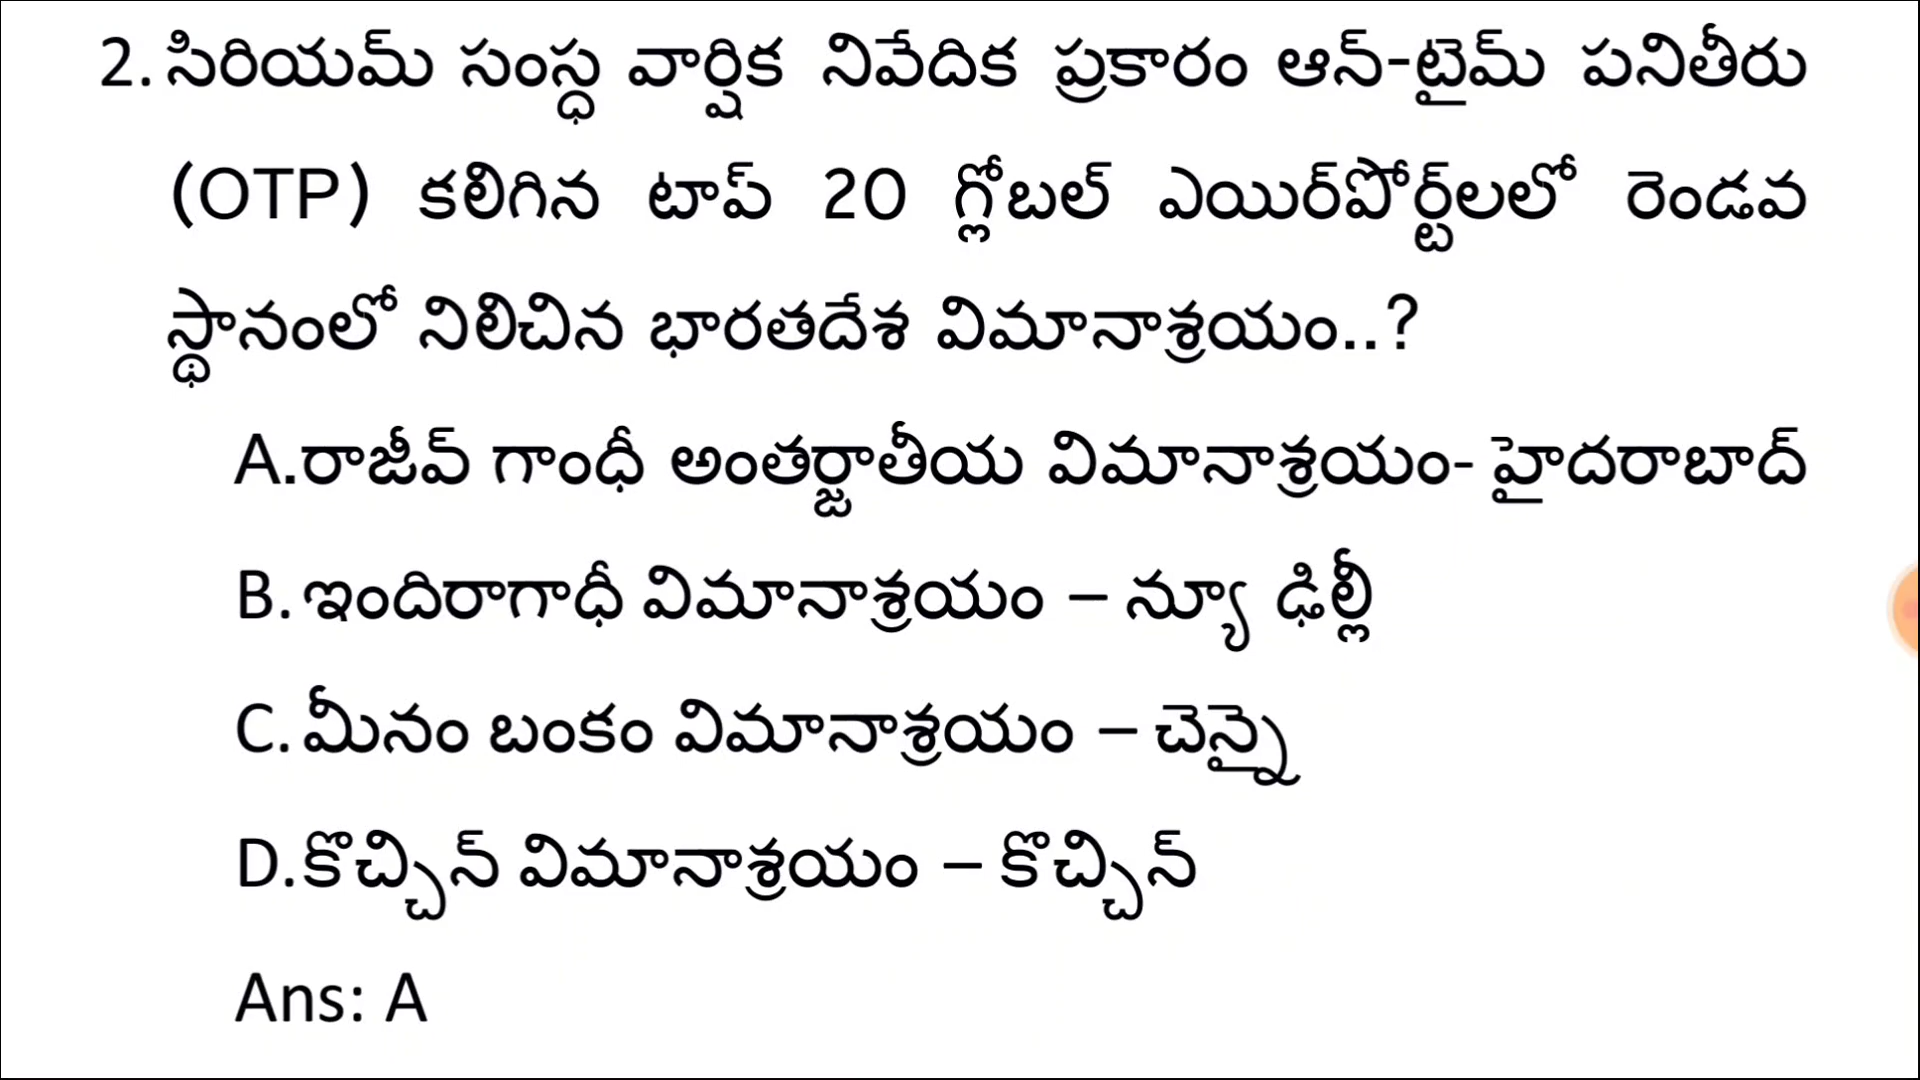 2. సిరియమ్ సంస్ధ వార్షిక నివేదిక ప్రకారం ఆన్-టైమ్ పనితీరు
(OTP) కలిగిన టాప్ 20 గ్లోబల్ ఎయిర్‌పోర్ట్‌లలో రెండవ
స్థానంలో నిలిచిన భారతదేశ విమానాశ్రయం..?
A.రాజీవ్ గాంధీ అంతర్జాతీయ విమానాశ్రయం- హైదరాబాద్
B. ఇందిరాగాధీ విమానాశ్రయం – న్యూ ఢిల్లీ
C. మీనం బంకం విమానాశ్రయం – చెన్నై
D.కొచ్చిన్ విమానాశ్రయం – కొచ్చిన్
Ans: A